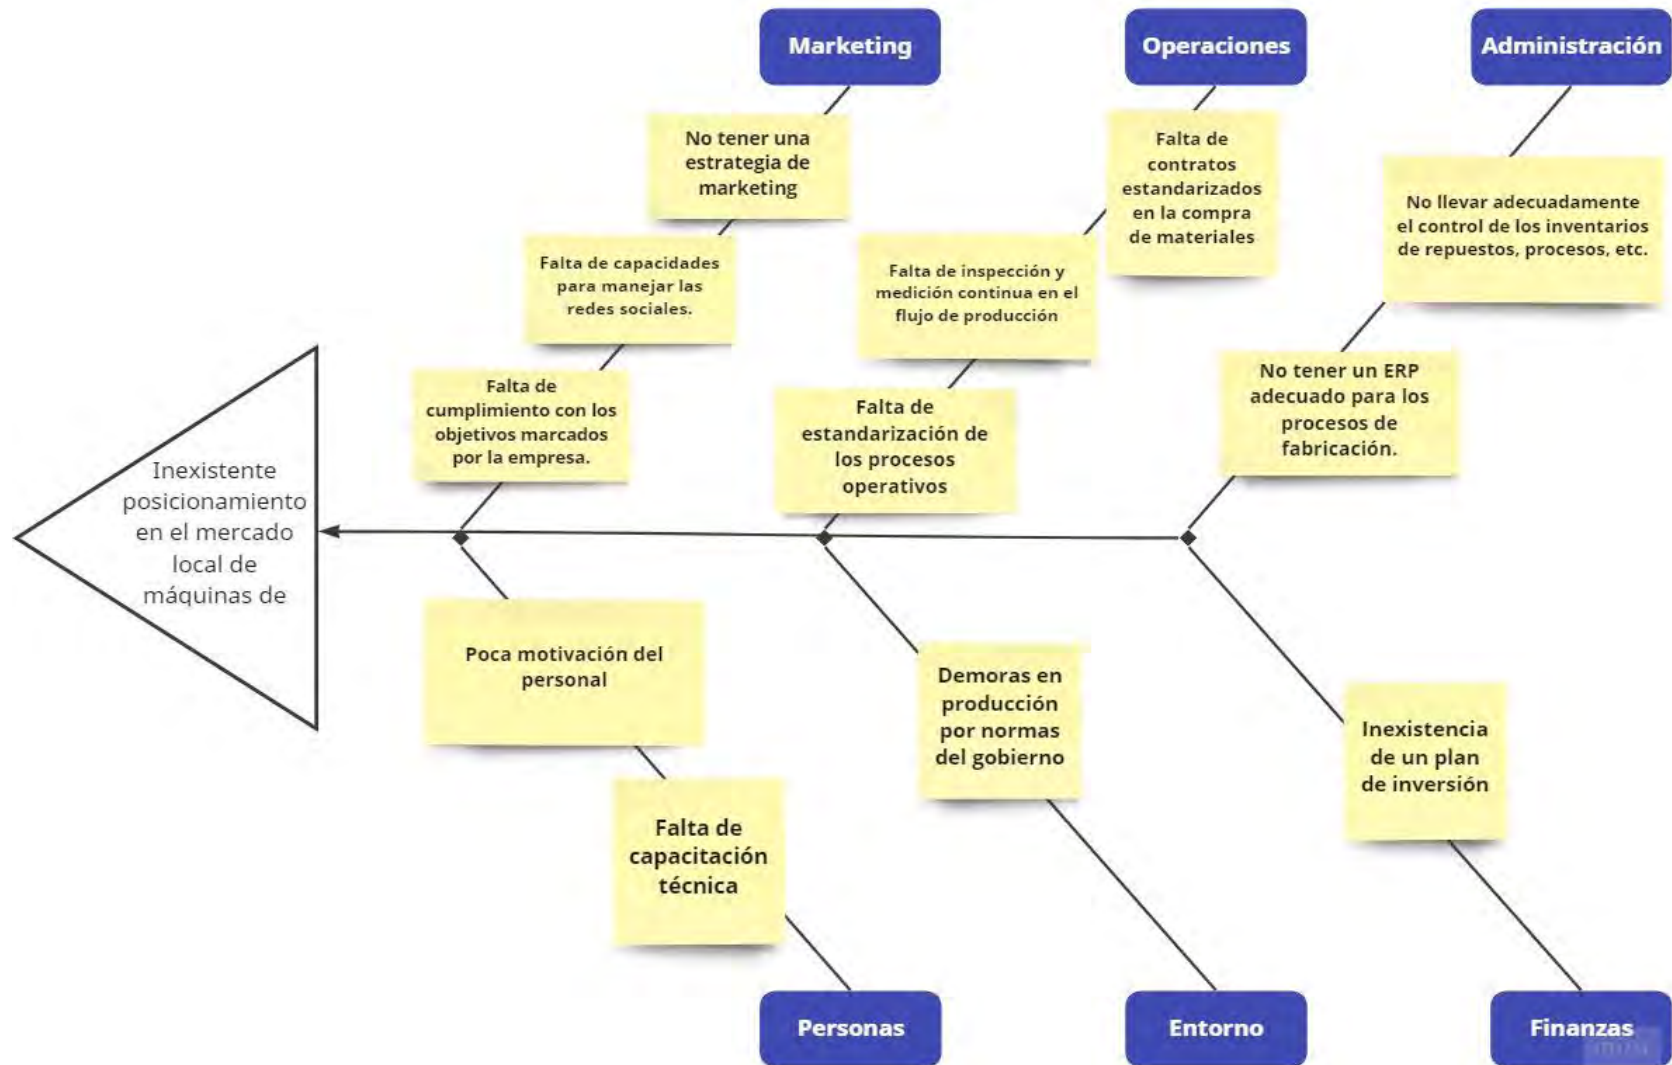 Marketing
Operaciones
Administración
No tener una
estrategia de
marketing
Falta de
contratos
estandarizados
en la compra
de materiales
No llevar adecuadamente
el control de los inventarios
de repuestos, procesos, etc.
Falta de capacidades
para manejar las
redes sociales.
Falta de inspección y
medición continua en el
flujo de producción
No tener un ERP
adecuado para los
procesos de
fabricación.
Falta de
cumplimiento con los
objetivos marcados
por la empresa.
Falta de
estandarización de
los procesos
operativos
Inexistente
posicionamiento
en el mercado
local de
máquinas de
Poca motivación del
personal
Demoras en
producción
por normas
del gobierno
Inexistencia
de un plan
de inversión
Falta de
capacitación
técnica
Personas
Entorno
Finanzas